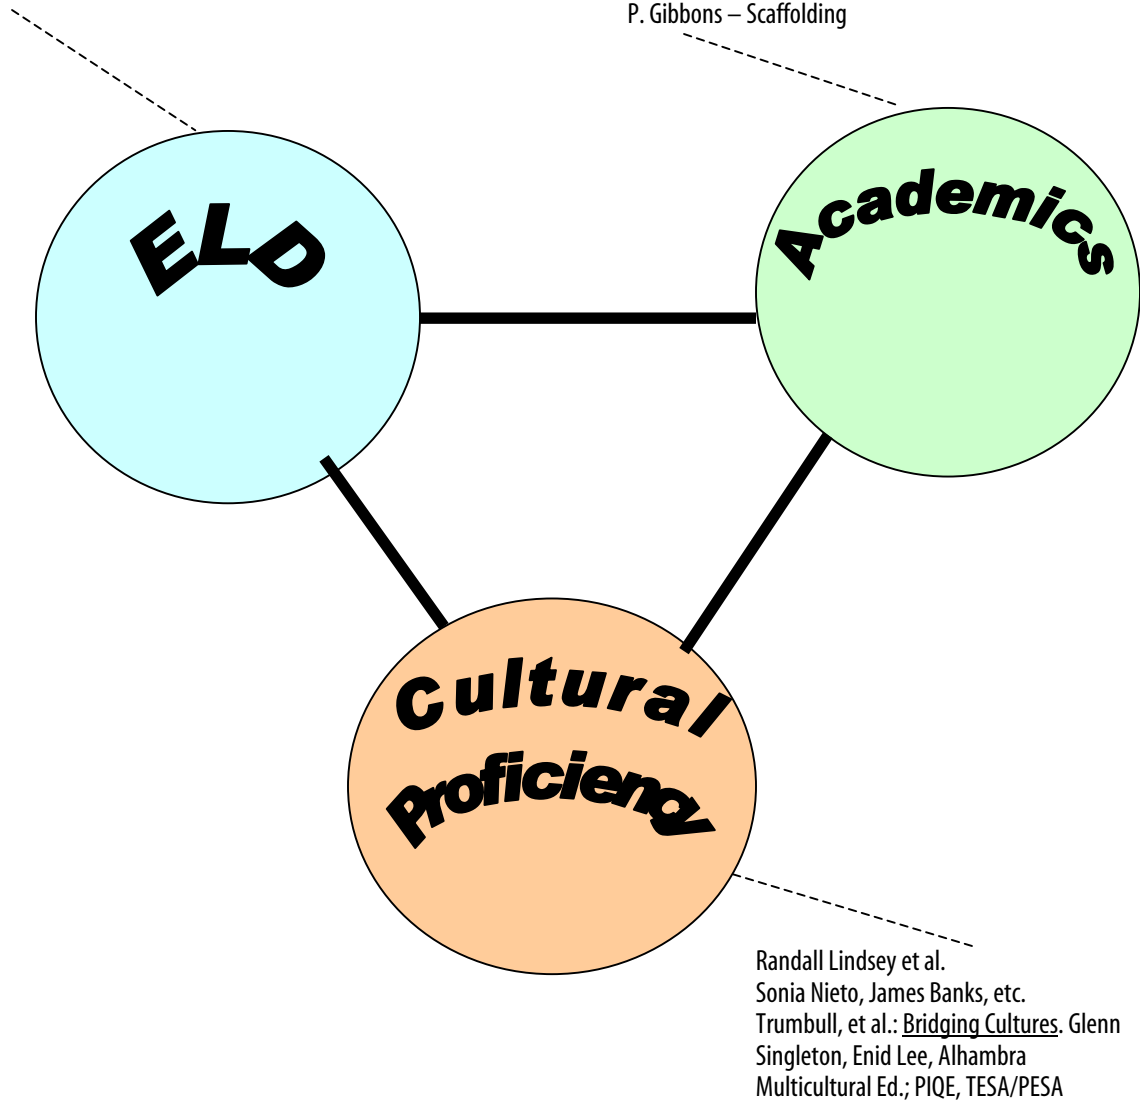 P. Gibbons – Scaffolding
ELD
Academics
Cultural
Proficiency
Randall Lindsey et al.
Sonia Nieto, James Banks, etc.
Trumbull, et al.: Bridging Cultures. Glenn
Singleton, Enid Lee, Alhambra
Multicultural Ed.; PIQE, TESA/PESA